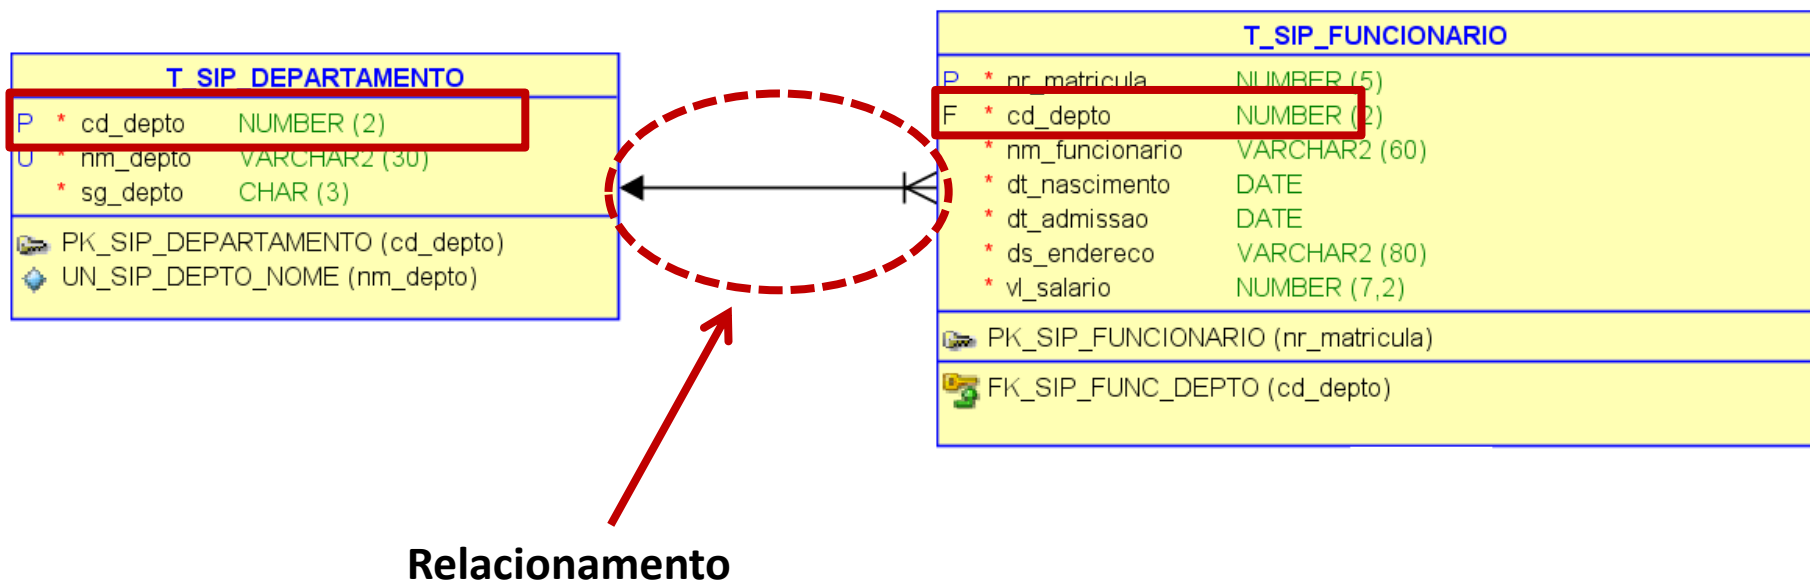 T_SIP_DEPARTAMENTO
P * cd_depto NUMBER (2)
U * nm_depto VARCHAR2 (30)
* sg_depto CHAR (3)
PK_SIP_DEPARTAMENTO (cd_depto)
UN_SIP_DEPTO_NOME (nm_depto)
T_SIP_FUNCIONARIO
P * nr_matricula NUMBER (5)
F * cd_depto NUMBER (2)
* nm_funcionario VARCHAR2 (60)
* dt_nascimento DATE
* dt_admissao DATE
* ds_endereco VARCHAR2 (80)
* vl_salario NUMBER (7,2)
PK_SIP_FUNCIONARIO (nr_matricula)
FK_SIP_FUNC_DEPTO (cd_depto)
Relacionamento